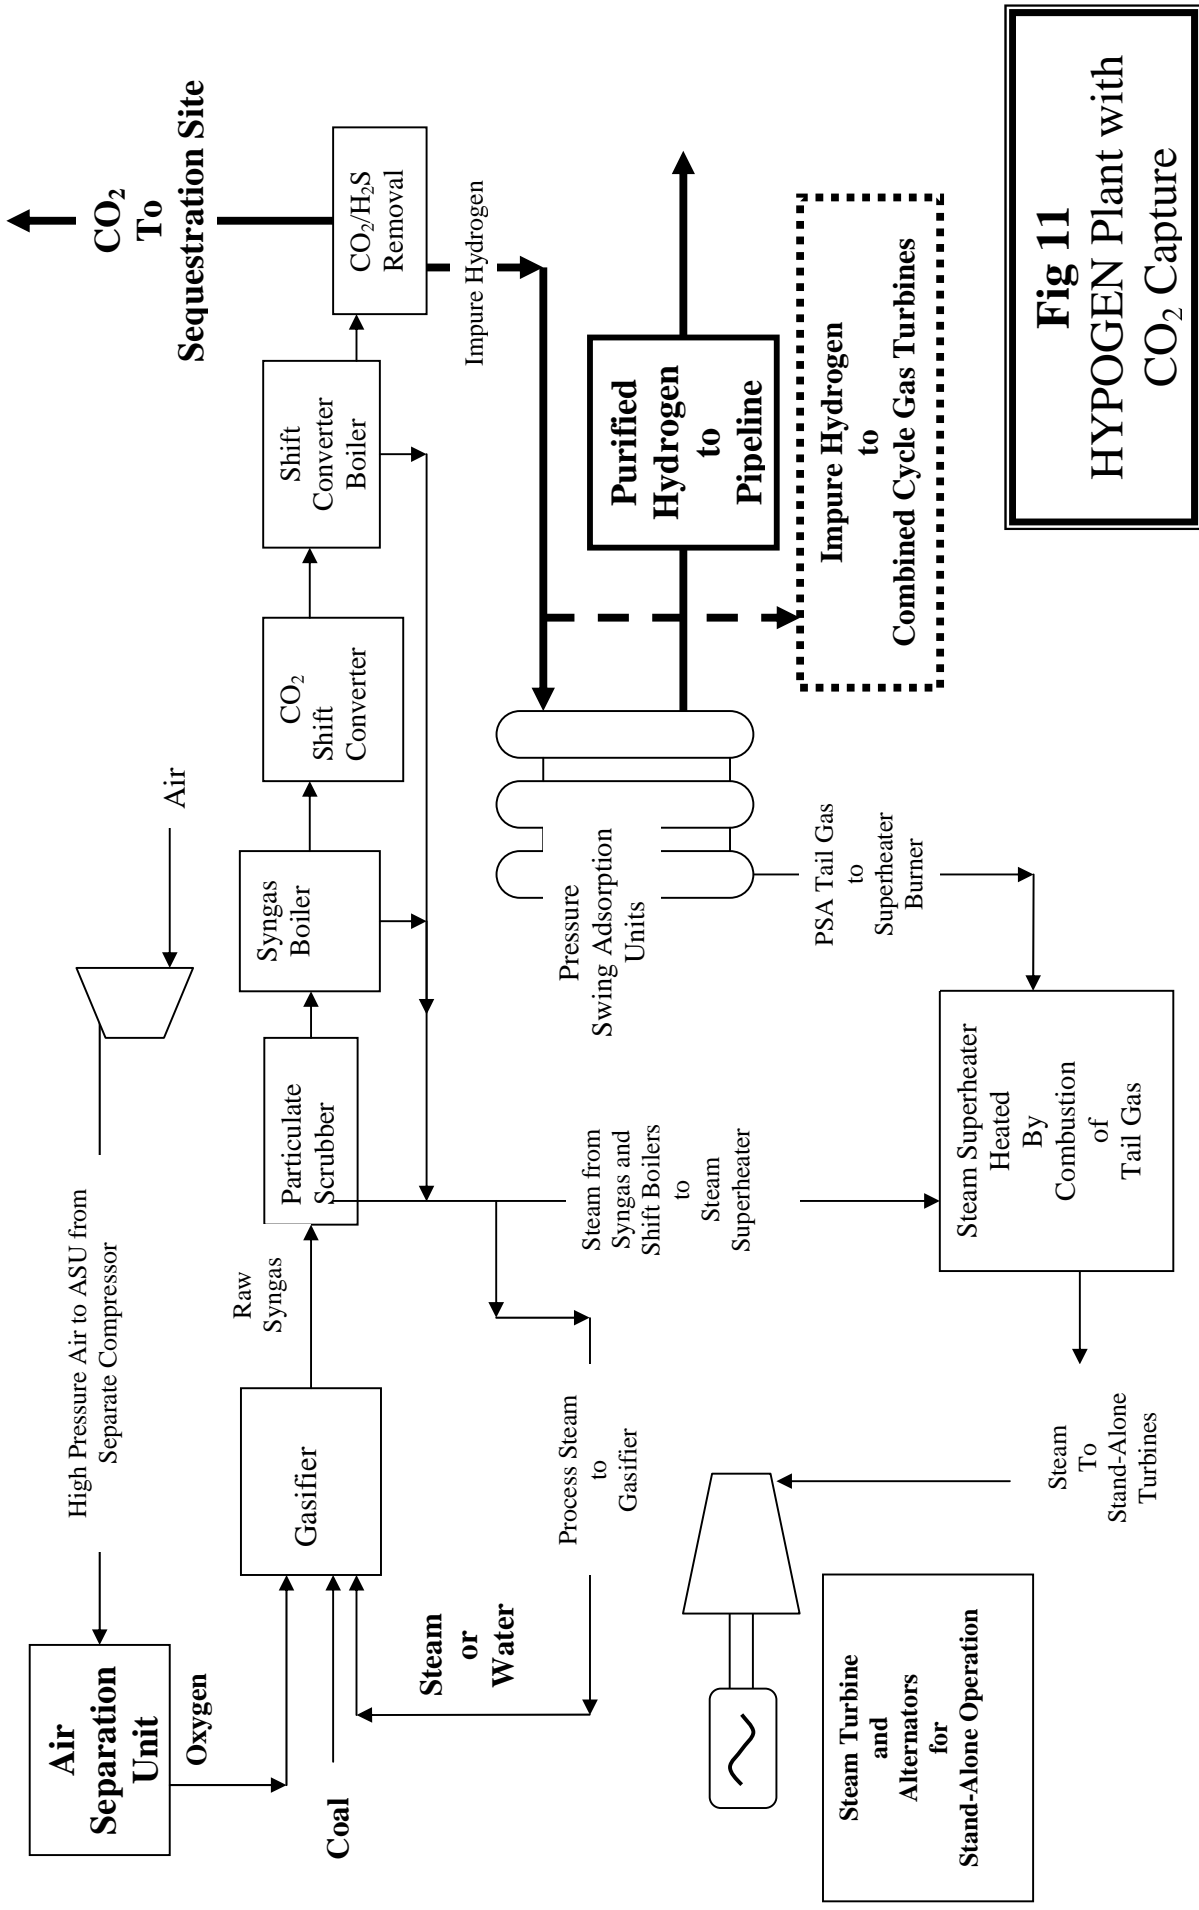 Air
Separation
Unit
High Pressure Air to ASU from
Separate Compressor
Air
CO₂
To
Sequestration Site
Oxygen
Coal
Gasifier
Raw
Syngas
Particulate
Scrubber
Syngas
Boiler
CO₂
Shift
Converter
Shift
Converter
Boiler
CO₂/H₂S
Removal
Impure Hydrogen
Steam
or
Water
Process Steam
to
Gasifier
Steam from
Syngas and
Shift Boilers
to
Steam
Superheater
Pressure
Swing Adsorption
Units
Purified
Hydrogen
to
Pipeline
PSA Tail Gas
to
Superheater
Burner
Impure Hydrogen
to
Combined Cycle Gas Turbines
Steam Turbine
and
Alternators
for
Stand-Alone Operation
Steam
To
Stand-Alone
Turbines
Steam Superheater
Heated
By
Combustion
of
Tail Gas
Fig 11
HYPOGEN Plant with
CO₂ Capture